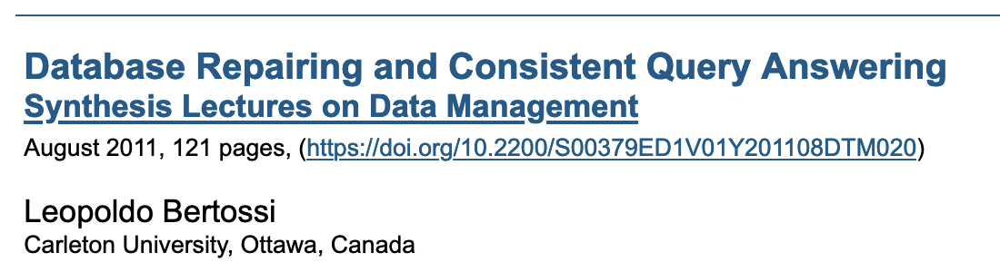 Database Repairing and Consistent Query Answering
Synthesis Lectures on Data Management
August 2011, 121 pages, (https://doi.org/10.2200/S00379ED1V01Y201108DTM020)
Leopoldo Bertossi
Carleton University, Ottawa, Canada